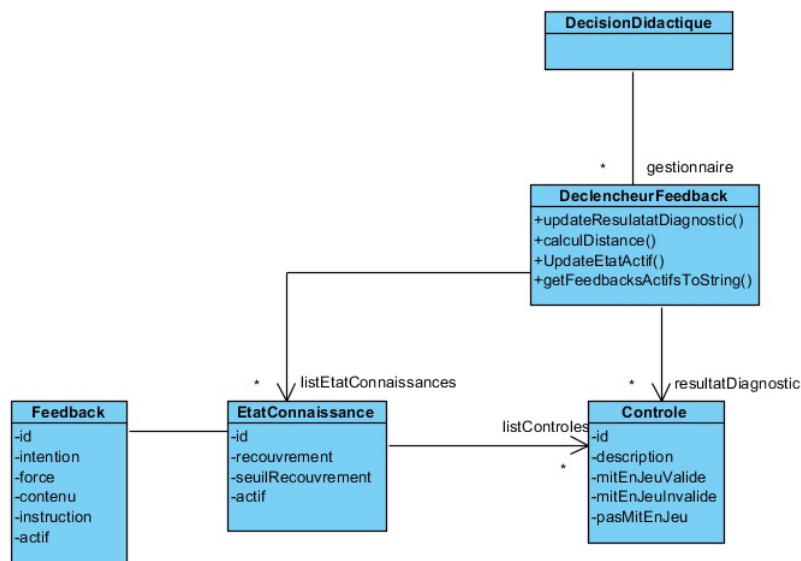 DecisionDidactique
* gestionnaire
DeclencheurFeedback
+updateResulatatDiagnostic()
+calculDistance()
+UpdateEtatActif()
+getFeedbacksActifsToString()
* listEtatConnaissances
* resultatDiagnostic
Feedback
-id
-intention
-force
-contenu
-instruction
-actif
EtatConnaissance
-id
-recouvrement
-seuilRecouvrement
-actif
listControles
*
Controle
-id
-description
-mitEnJeuValide
-mitEnJeuInvalide
-pasMitEnJeu